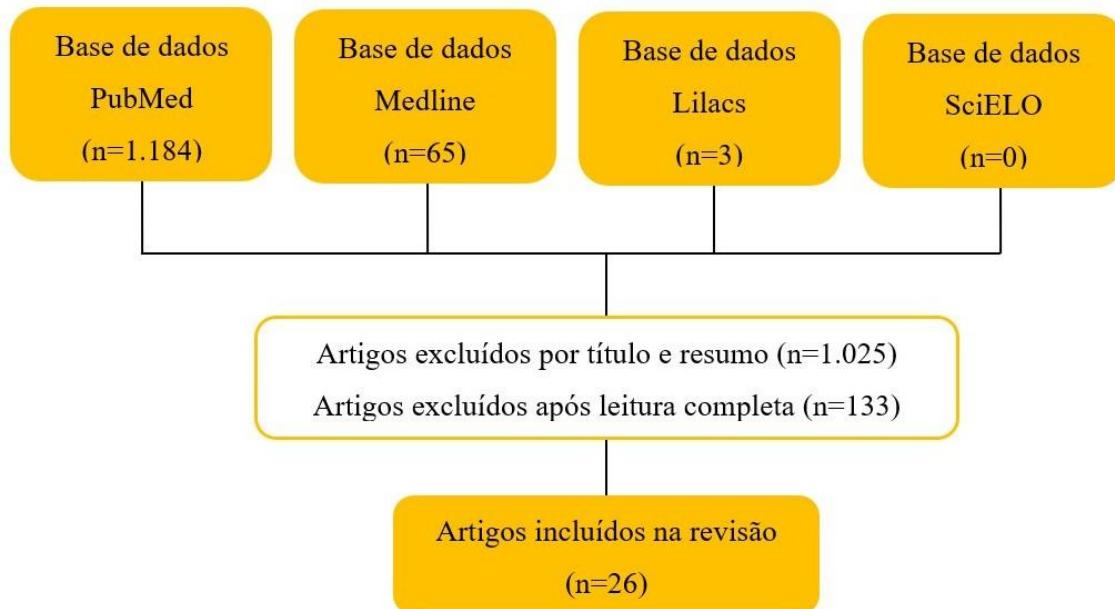 Base de dados
PubMed
(n=1.184)
Base de dados
Medline
(n=65)
Base de dados
Lilacs
(n=3)
Base de dados
SciELO
(n=0)
Artigos excluídos por título e resumo (n=1.025)
Artigos excluídos após leitura completa (n=133)
Artigos incluídos na revisão
(n=26)